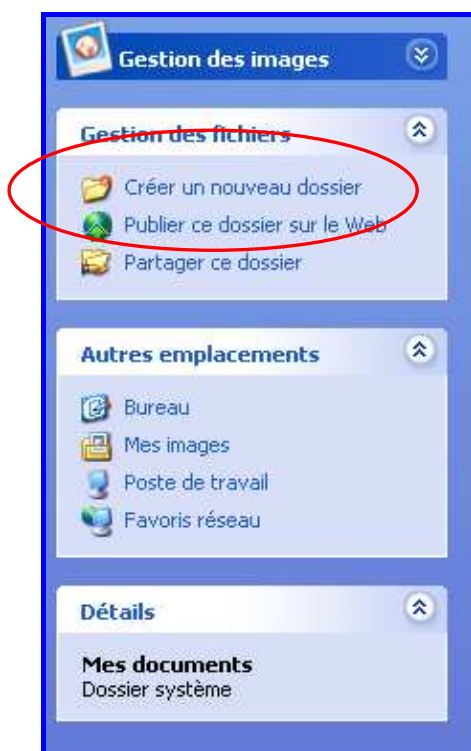 Gestion des images
Gestion des fichiers
Créer un nouveau dossier
Publier ce dossier sur le Web
Partager ce dossier
Autres emplacements
Bureau
Mes images
Poste de travail
Favoris réseau
Détails
Mes documents
Dossier système